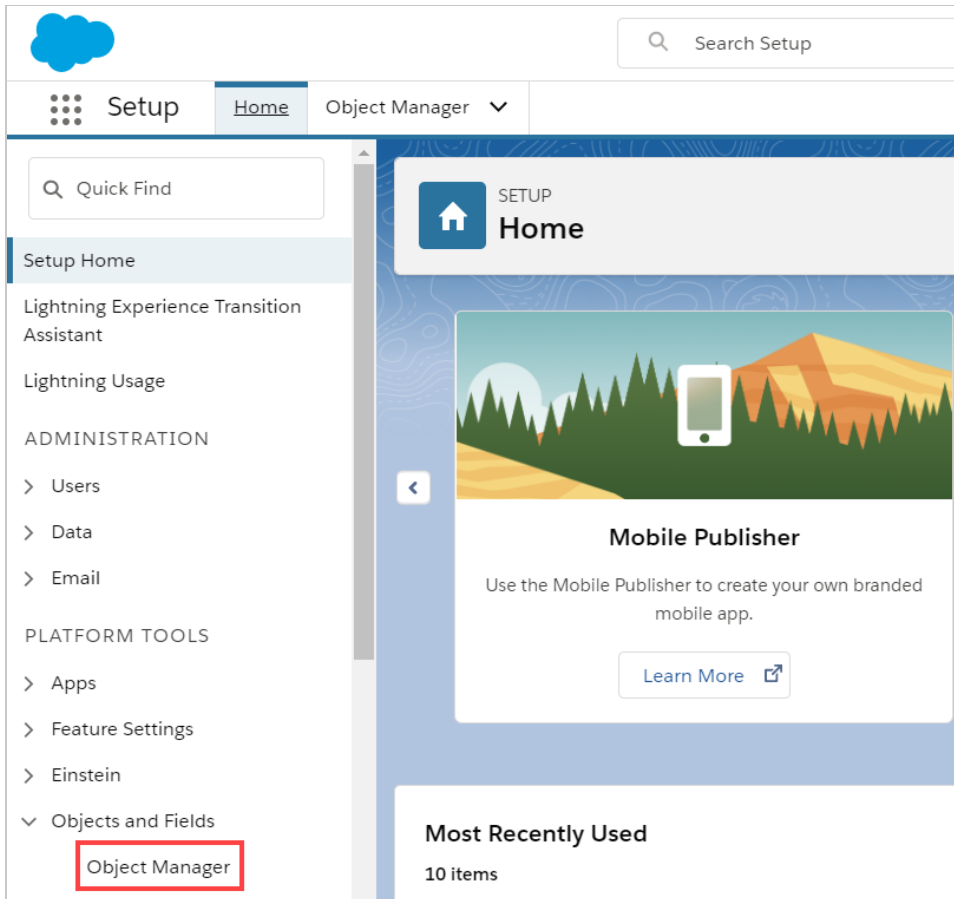 Search Setup
Setup
Home
Object Manager
Quick Find
Setup Home
Lightning Experience Transition
Assistant
Lightning Usage
ADMINISTRATION
Users
Data
Email
PLATFORM TOOLS
Apps
Feature Settings
Einstein
Objects and Fields
Object Manager
SETUP
Home
Mobile Publisher
Use the Mobile Publisher to create your own branded
mobile app.
Learn More
Most Recently Used
10 items